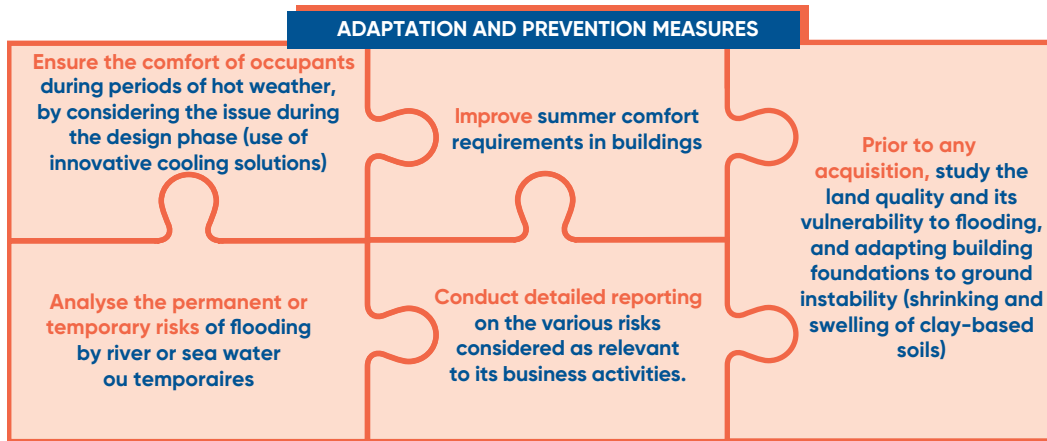 ADAPTATION AND PREVENTION MEASURES
Ensure the comfort of occupants
during periods of hot weather,
by considering the issue during
the design phase (use of
innovative cooling solutions)
Improve summer comfort
requirements in buildings
Prior to any
acquisition, study the
land quality and its
vulnerability to flooding,
and adapting building
foundations to ground
instability (shrinking and
swelling of clay-based
soils)
Analyse the permanent or
temporary risks of flooding
by river or sea water
ou temporaires
Conduct detailed reporting
on the various risks
considered as relevant
to its business activities.